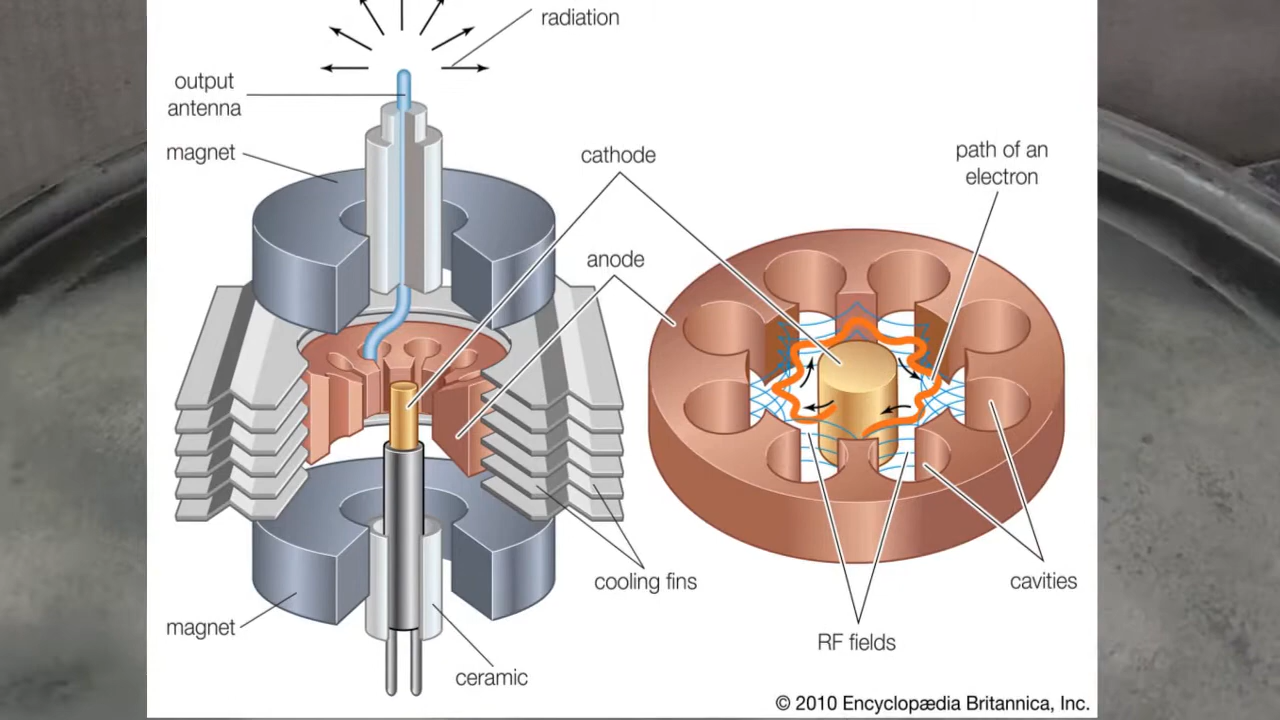 radiation
output
antenna
magnet
cathode
path of an
electron
anode
cooling fins
cavities
magnet
RF fields
ceramic
© 2010 Encyclopædia Britannica, Inc.